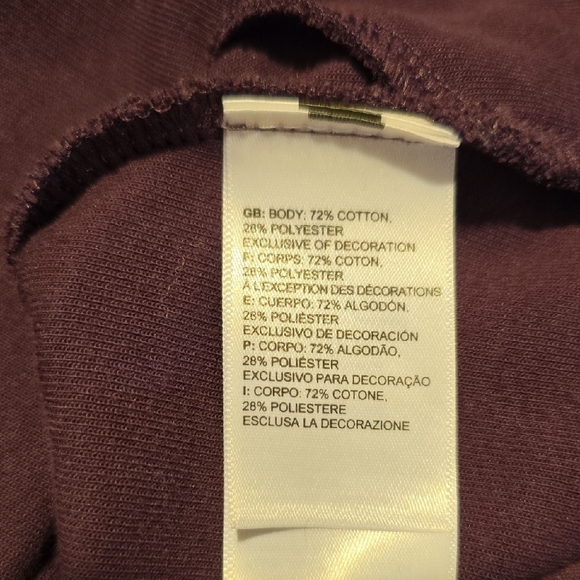 GB: BODY: 72% COTTON,
28% POLYESTER
EXCLUSIVE OF DECORATION
F: CORPS: 72% COTON,
28% POLYESTER
À L'EXCEPTION DES DÉCORATIONS
E: CUERPO: 72% ALGODÓN,
28% POLIÉSTER
EXCLUSIVO DE DECORACIÓN
P: CORPO: 72% ALGODÃO,
28% POLIÉSTER
EXCLUSIVO PARA DECORAÇÃO
I: CORPO: 72% COTONE,
28% POLIESTERE
ESCLUSA LA DECORAZIONE